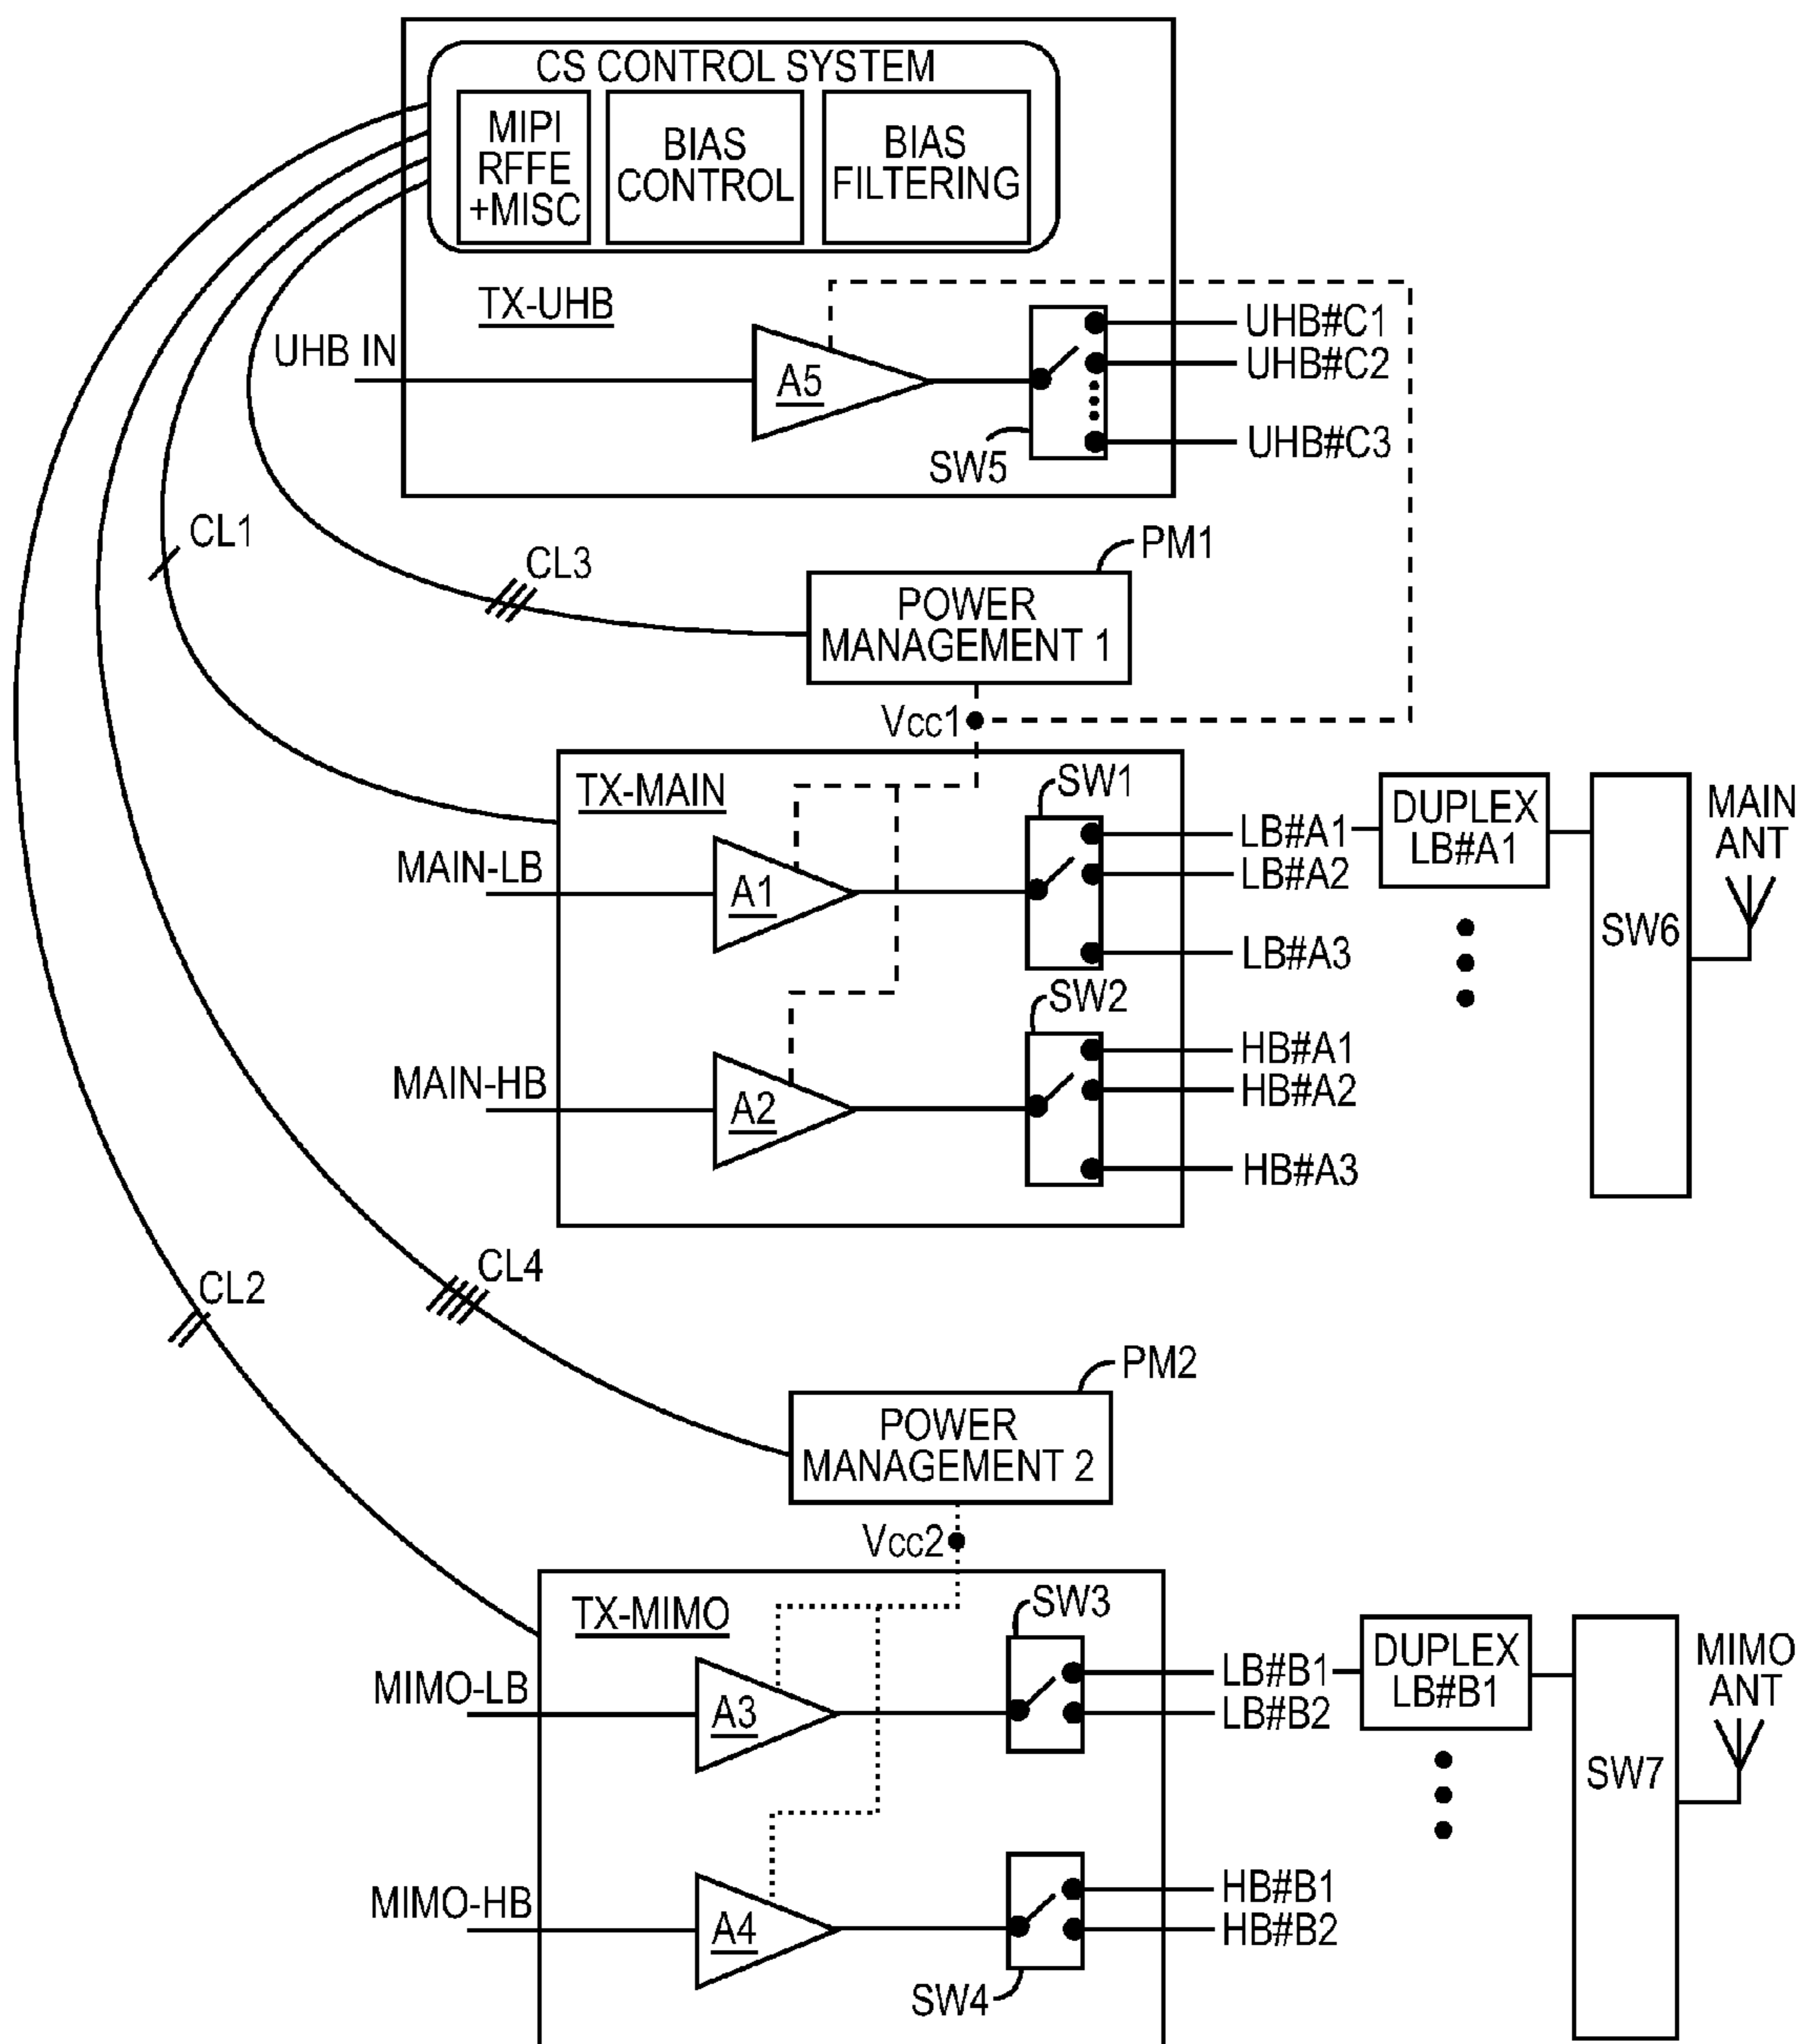 CS CONTROL SYSTEM
MIPI
RFFE
+MISC
BIAS
CONTROL
BIAS
FILTERING
TX-UHB
UHB IN
A5
SW5
UHB#C1
UHB#C2
UHB#C3
CL1
CL3
PM1
POWER
MANAGEMENT 1
Vcc1
TX-MAIN
SW1
MAIN-LB
A1
LB#A1
LB#A2
LB#A3
DUPLEX
LB#A1
SW6
MAIN
ANT
SW2
MAIN-HB
A2
HB#A1
HB#A2
HB#A3
CL2
CL4
PM2
POWER
MANAGEMENT 2
Vcc2
TX-MIMO
SW3
MIMO-LB
A3
LB#B1
LB#B2
DUPLEX
LB#B1
SW7
MIMO
ANT
MIMO-HB
A4
HB#B1
HB#B2
SW4